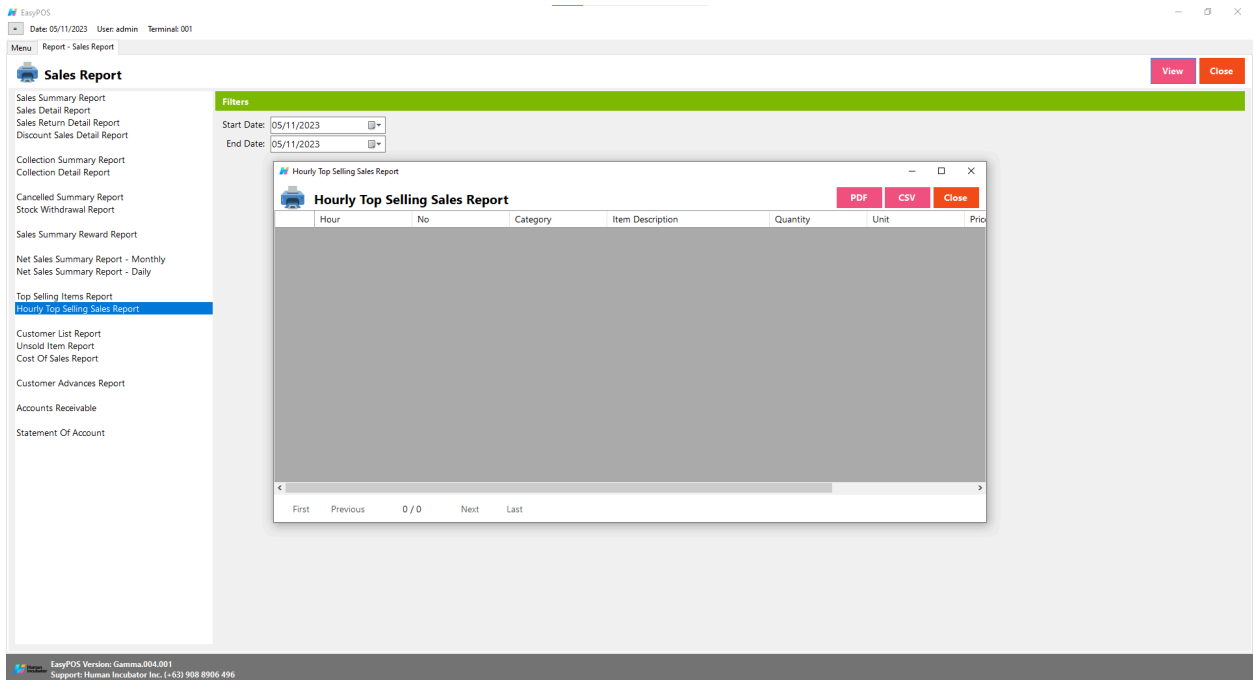 EasyPOS
Date: 05/11/2023 User: admin Terminal: 001
Menu Report - Sales Report
Sales Report
View Close
Sales Summary Report
Sales Detail Report
Sales Return Detail Report
Discount Sales Detail Report
Collection Summary Report
Collection Detail Report
Cancelled Summary Report
Stock Withdrawal Report
Sales Summary Reward Report
Net Sales Summary Report - Monthly
Net Sales Summary Report - Daily
Top Selling Items Report
Hourly Top Selling Sales Report
Customer List Report
Unsold Item Report
Cost Of Sales Report
Customer Advances Report
Accounts Receivable
Statement Of Account
Filters
Start Date: 05/11/2023
End Date: 05/11/2023
Hourly Top Selling Sales Report
Hourly Top Selling Sales Report
PDF CSV Close
Hour No Category Item Description Quantity Unit Pric
First Previous 0 / 0 Next Last
Human Incubator
EasyPOS Version: Gamma.004.001
Support: Human Incubator Inc. (+63) 908 8906 496